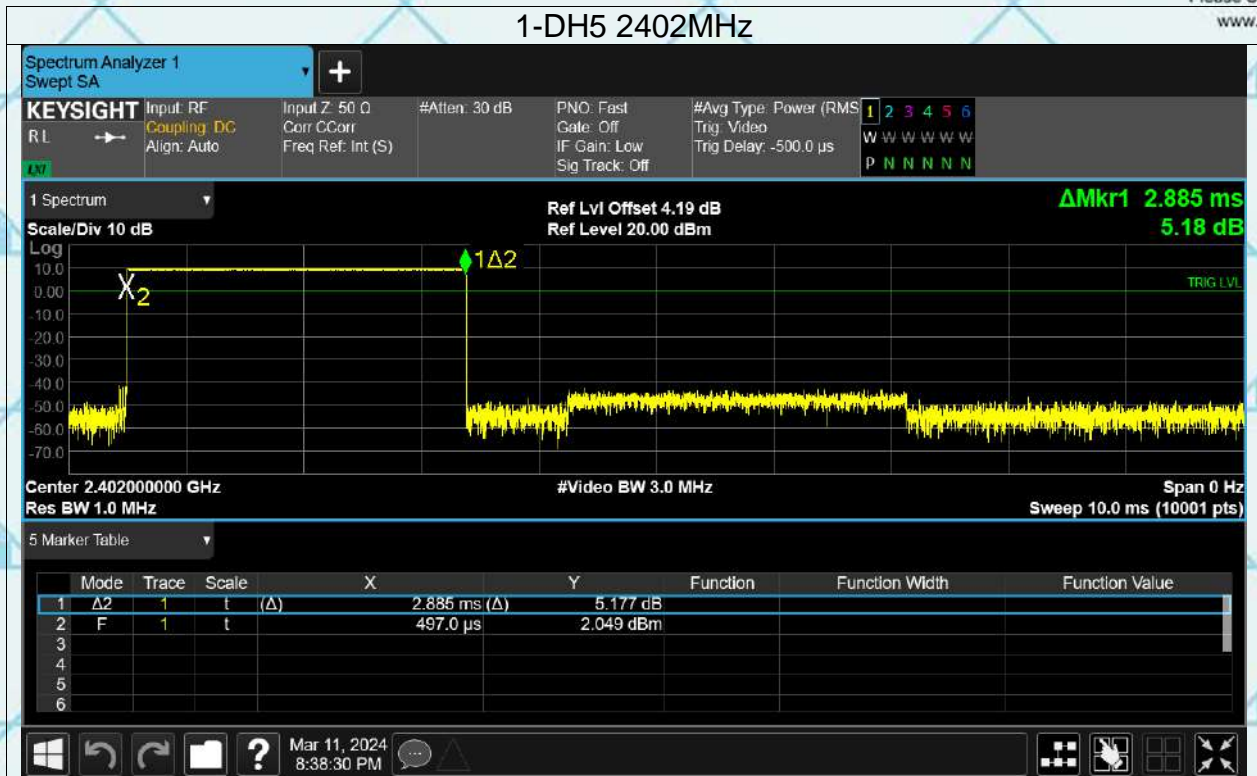 www.
1-DH5 2402MHz
Spectrum Analyzer 1
Swept SA
+
KEYSIGHT
R L
LXI
Input: RF
Coupling: DC
Align: Auto
Input Z: 50 Ω
Corr CCorr
Freq Ref: Int (S)
#Atten: 30 dB
PNO: Fast
Gate: Off
IF Gain: Low
Sig Track: Off
#Avg Type: Power (RMS
Trig: Video
Trig Delay: -500.0 µs
1 2 3 4 5 6
W W W W W W
P N N N N N
1 Spectrum
Scale/Div 10 dB
Ref Lvl Offset 4.19 dB
Ref Level 20.00 dBm
ΔMkr1 2.885 ms
5.18 dB
Log
10.0
0.00
-10.0
-20.0
-30.0
-40.0
-50.0
-60.0
-70.0
1Δ2
X2
TRIG LVL
Center 2.402000000 GHz
Res BW 1.0 MHz
#Video BW 3.0 MHz
Span 0 Hz
Sweep 10.0 ms (10001 pts)
5 Marker Table
Mode Trace Scale X Y Function Function Width Function Value
1 Δ2 1 t (Δ) 2.885 ms (Δ) 5.177 dB
2 F 1 t 497.0 µs 2.049 dBm
3
4
5
6
?
Mar 11, 2024
8:38:30 PM